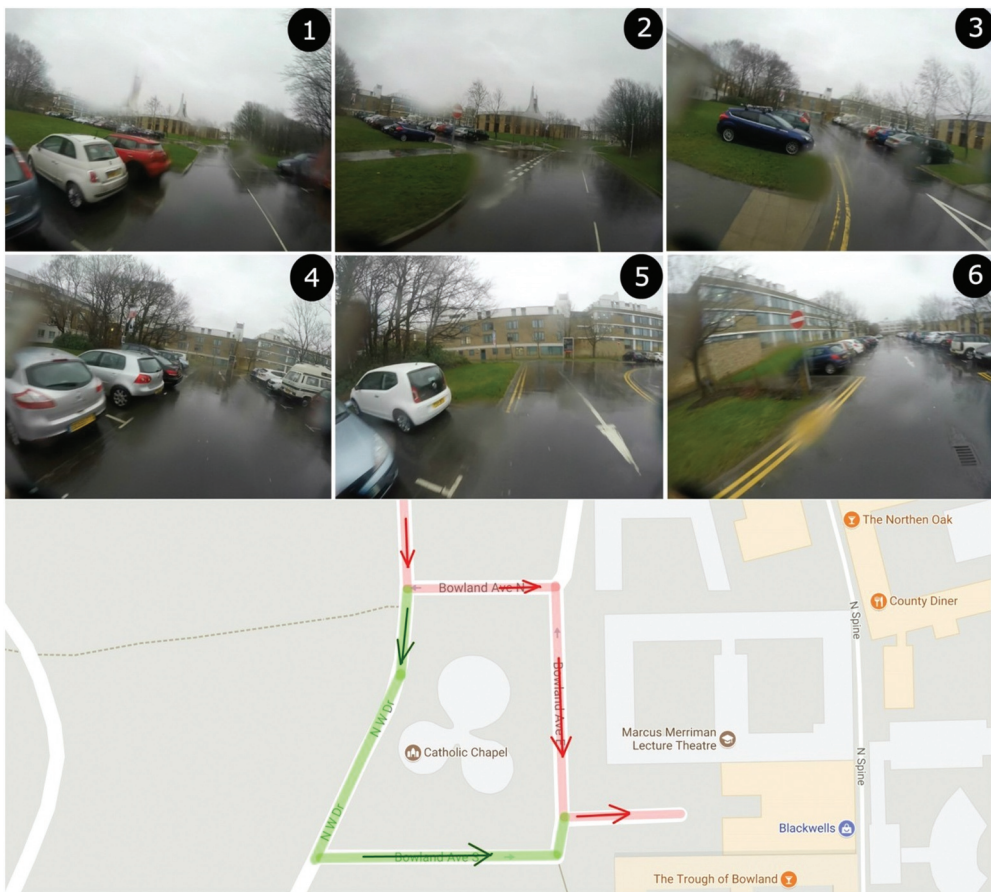 1
2
3
4
5
6
The Northen Oak
Bowland Ave N
County Diner
N Spine
Bowland Ave E
N W Dr
Marcus Merriman
Lecture Theatre
Catholic Chapel
N Spine
N W Dr
Blackwells
Bowland Ave S
The Trough of Bowland